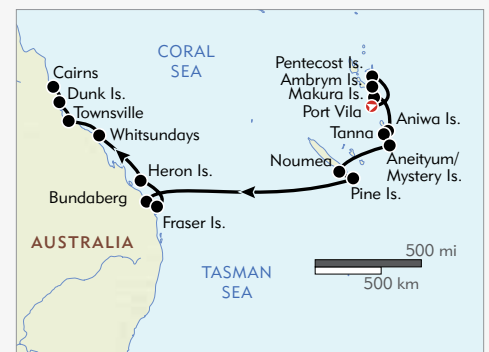 CORAL
SEA
Pentecost Is.
Ambrym Is.
Makura Is.
Port Vila
Cairns
Dunk Is.
Townsville
Whitsundays
Aniwa Is.
Tanna
Noumea
Aneityum/
Mystery Is.
Heron Is.
Pine Is.
Bundaberg
Fraser Is.
AUSTRALIA
TASMAN
SEA
500 mi
500 km